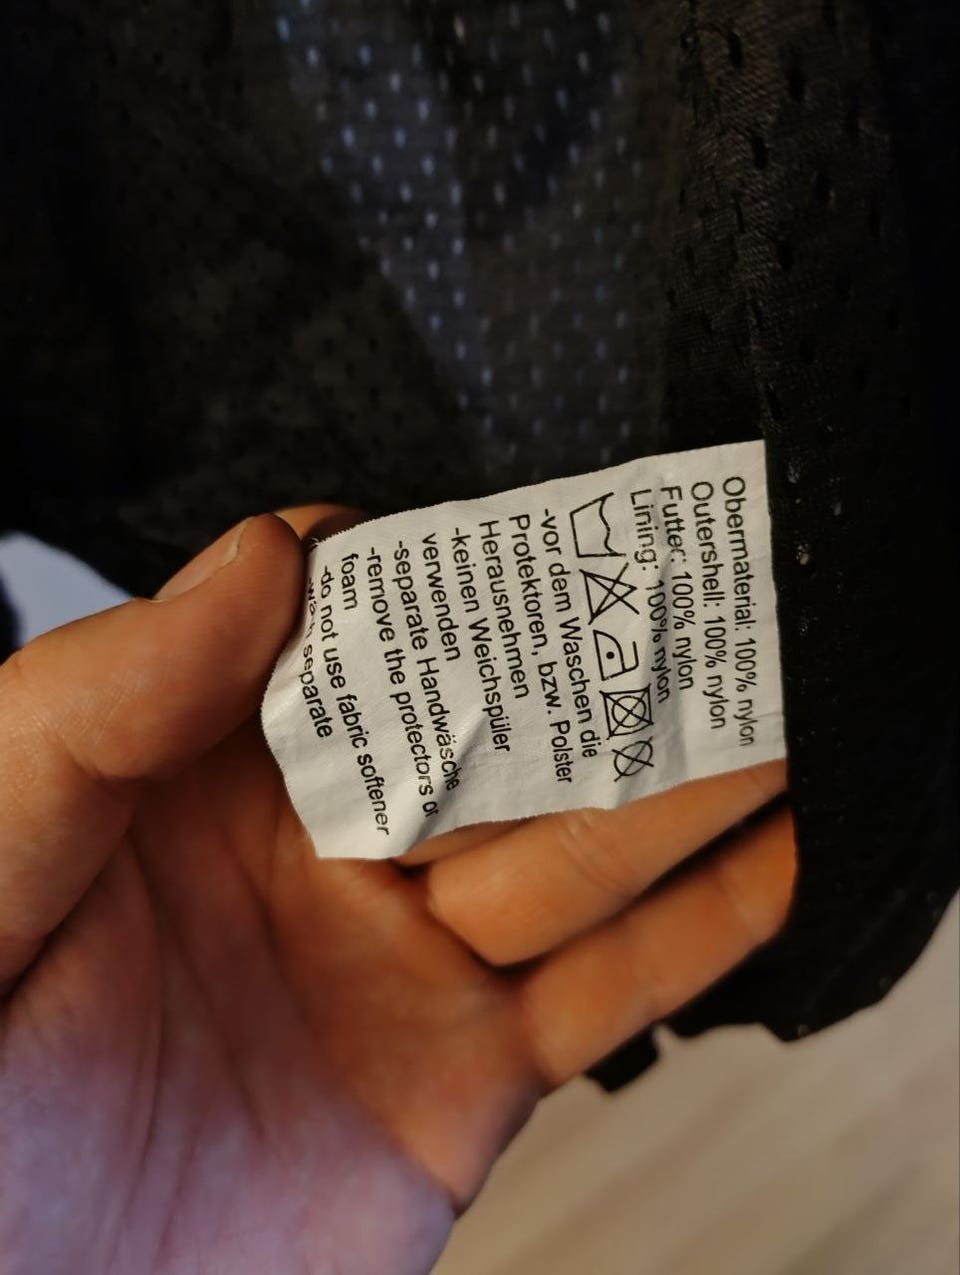 Obermaterial: 100% nylon
Outershell: 100% nylon
Futter: 100% nylon
Lining: 100% nylon
-vor dem Waschen die
Protektoren, bzw. Polster
Herausnehmen
-keinen Weichspüler
verwenden
-separate Handwäsche
-remove the protectors or
foam
-do not use fabric softener
-wash separate